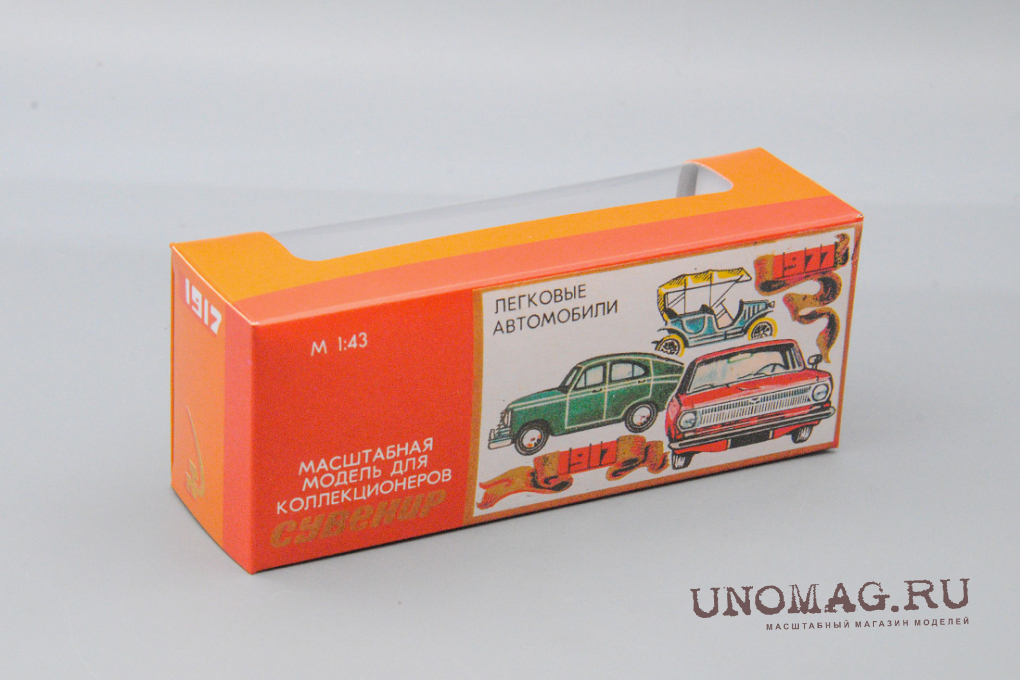 1917
М 1:43
МАСШТАБНАЯ
МОДЕЛЬ ДЛЯ
КОЛЛЕКЦИОНЕРОВ
сувенир
ЛЕГКОВЫЕ
АВТОМОБИЛИ
1977
1917
UNOMAG.RU
МАСШТАБНЫЙ МАГАЗИН МОДЕЛЕЙ